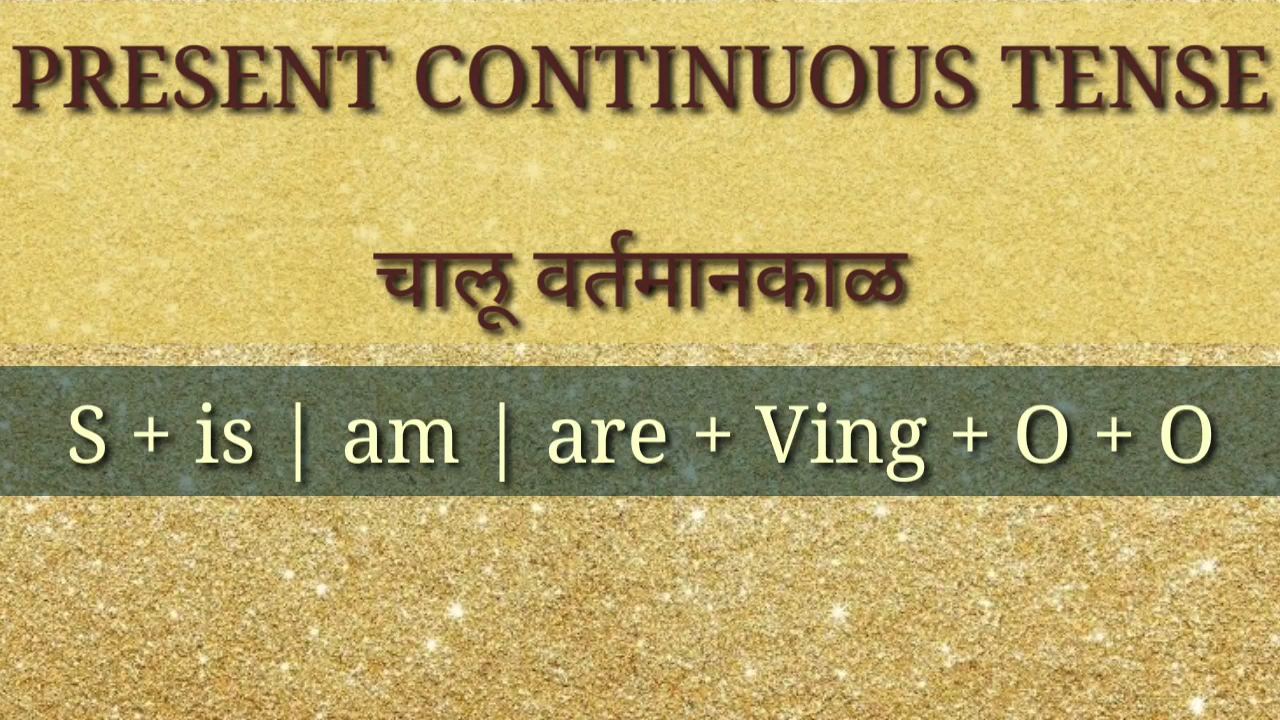 PRESENT CONTINUOUS TENSE
चालू वर्तमानकाळ
S + is | am | are + Ving + O + O